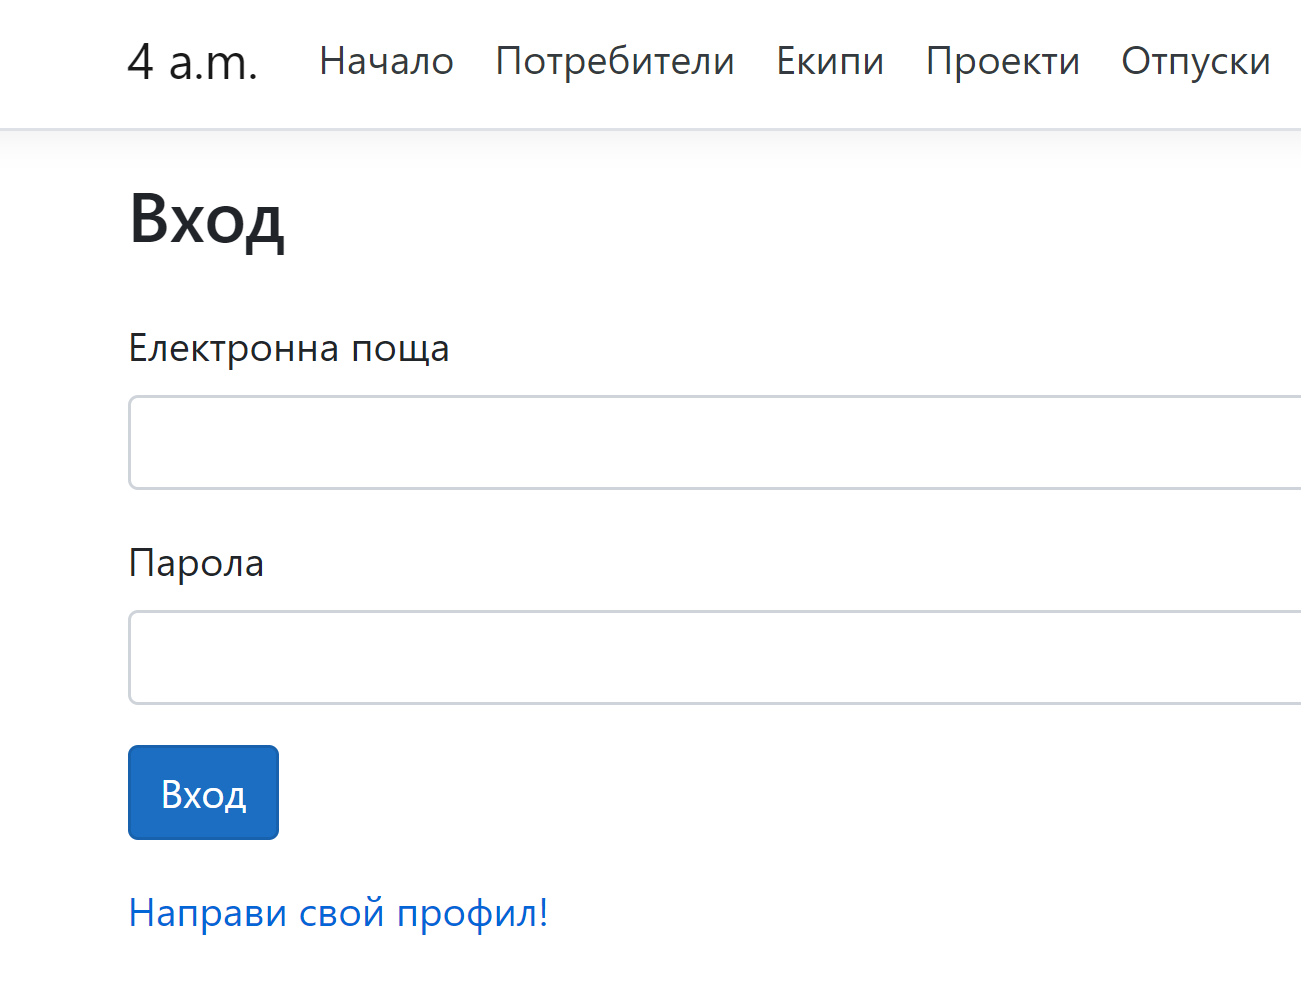 4 a.m. Начало Потребители Екипи Проекти Отпуски
Вход
Електронна поща
Парола
Вход
Направи свой профил!